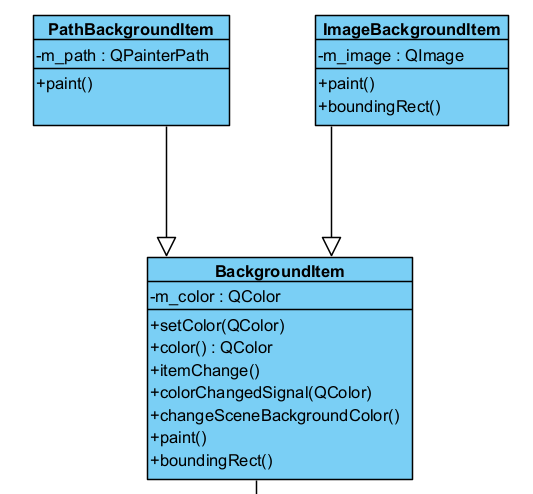 PathBackgroundItem
-m_path : QPainterPath
+paint()
ImageBackgroundItem
-m_image : QImage
+paint()
+boundingRect()
BackgroundItem
-m_color : QColor
+setColor(QColor)
+color() : QColor
+itemChange()
+colorChangedSignal(QColor)
+changeSceneBackgroundColor()
+paint()
+boundingRect()